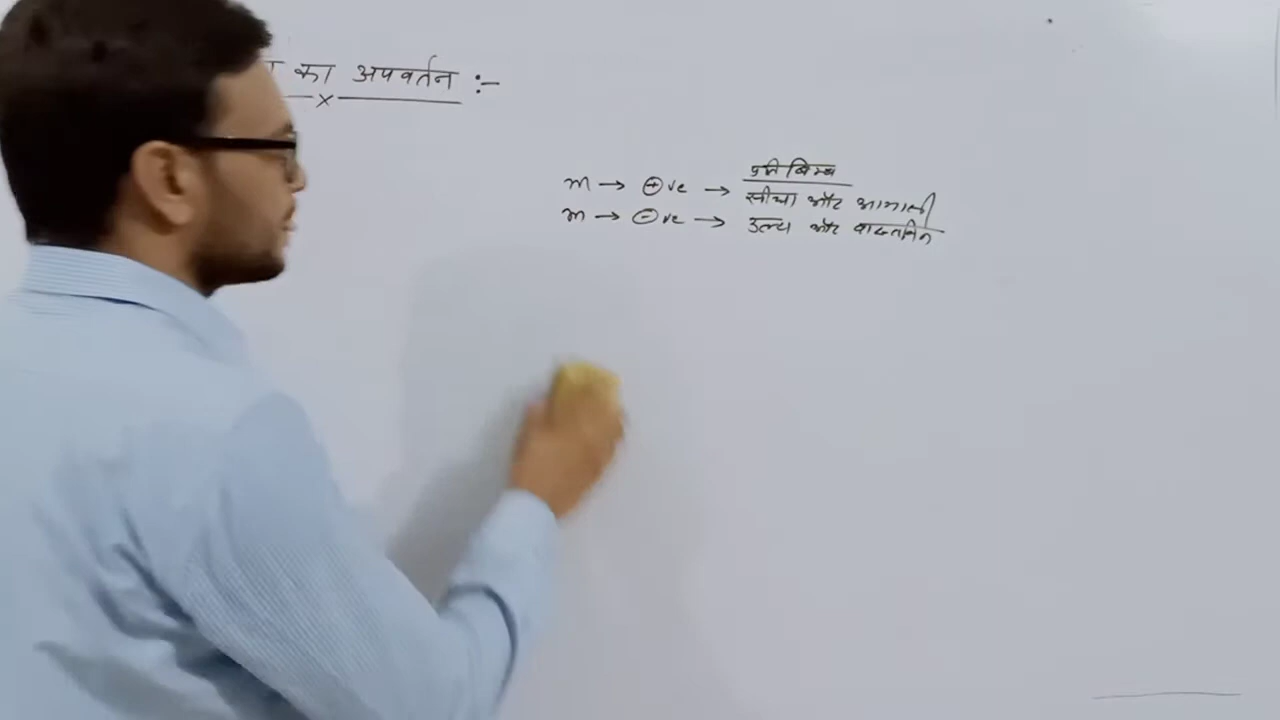 का अपवर्तन :-
प्रतिबिम्ब
m → ⊕ve → सीधा और आभासी
m → ⊖ve → उल्टा और वास्तविक